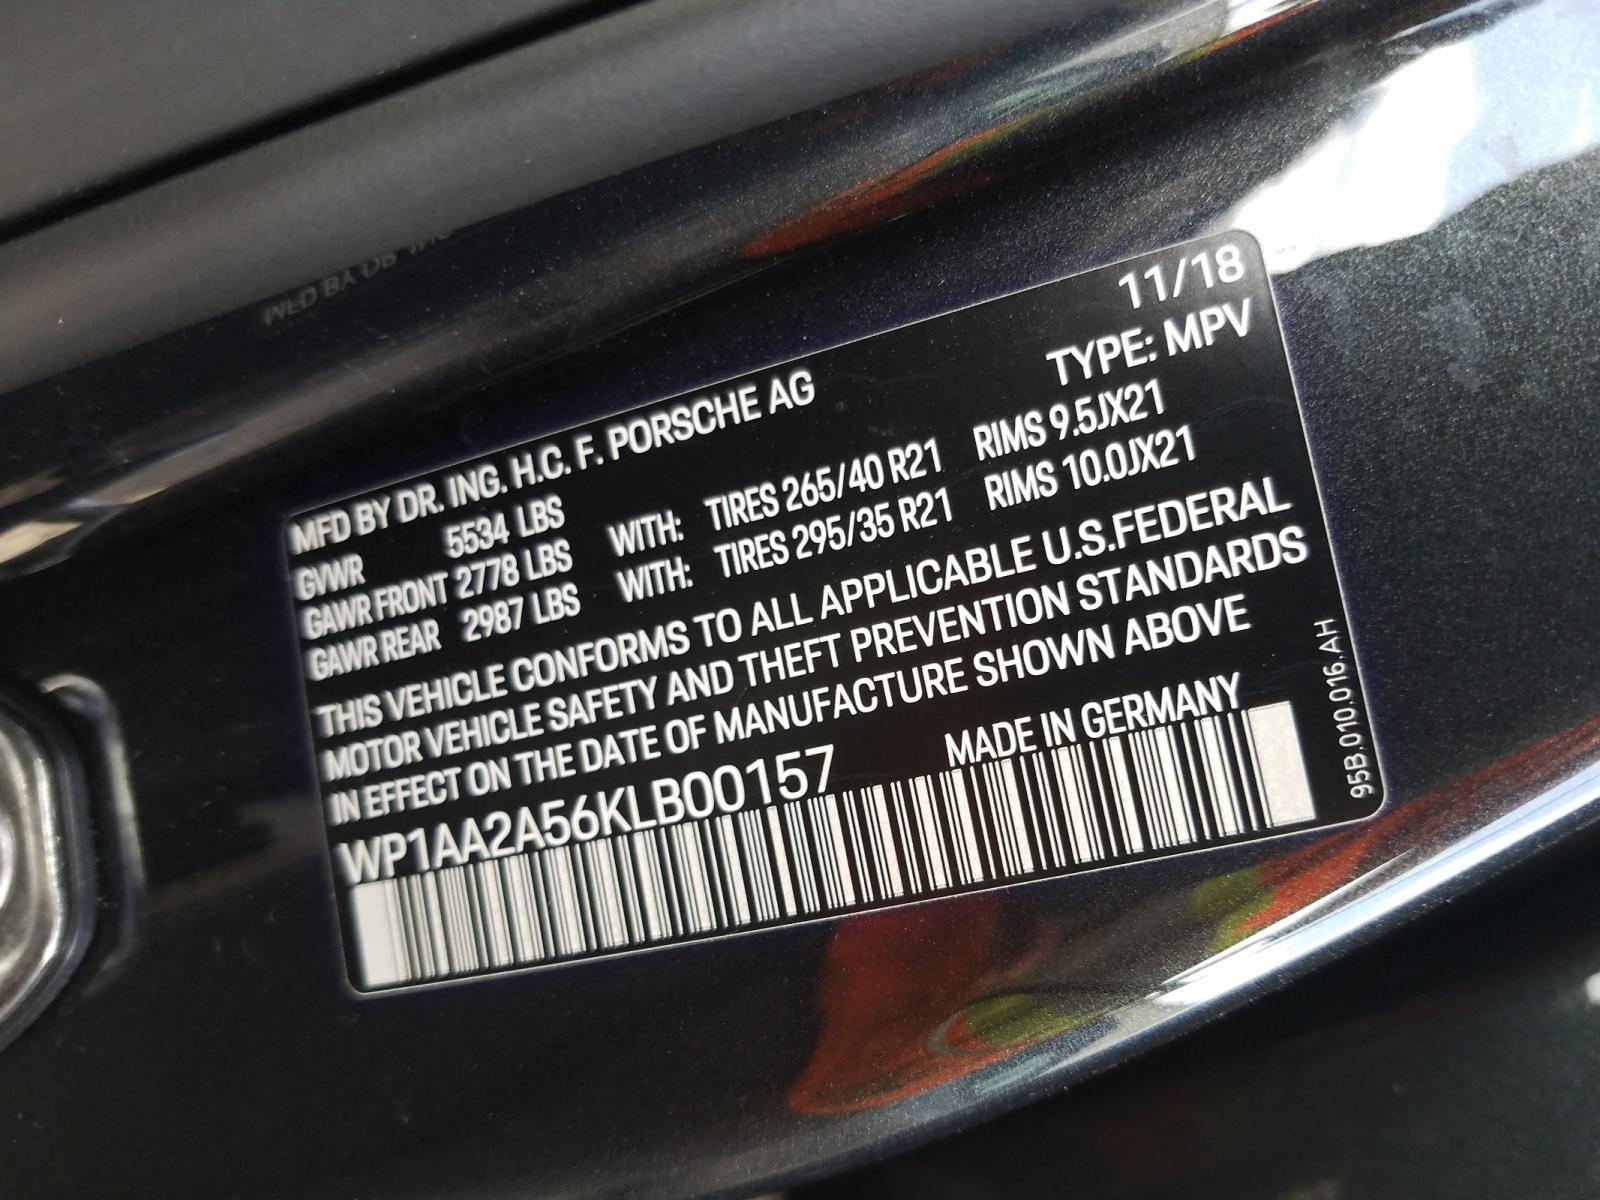 11/18
MFD BY DR. ING. H.C. F. PORSCHE AG TYPE: MPV
GVWR 5534 LBS
GAWR FRONT 2778 LBS WITH: TIRES 265/40 R21 RIMS 9.5JX21
GAWR REAR 2987 LBS WITH: TIRES 295/35 R21 RIMS 10.0JX21
THIS VEHICLE CONFORMS TO ALL APPLICABLE U.S.FEDERAL
MOTOR VEHICLE SAFETY AND THEFT PREVENTION STANDARDS
IN EFFECT ON THE DATE OF MANUFACTURE SHOWN ABOVE
WP1AA2A56KLB00157 MADE IN GERMANY
95B.010.016.AH